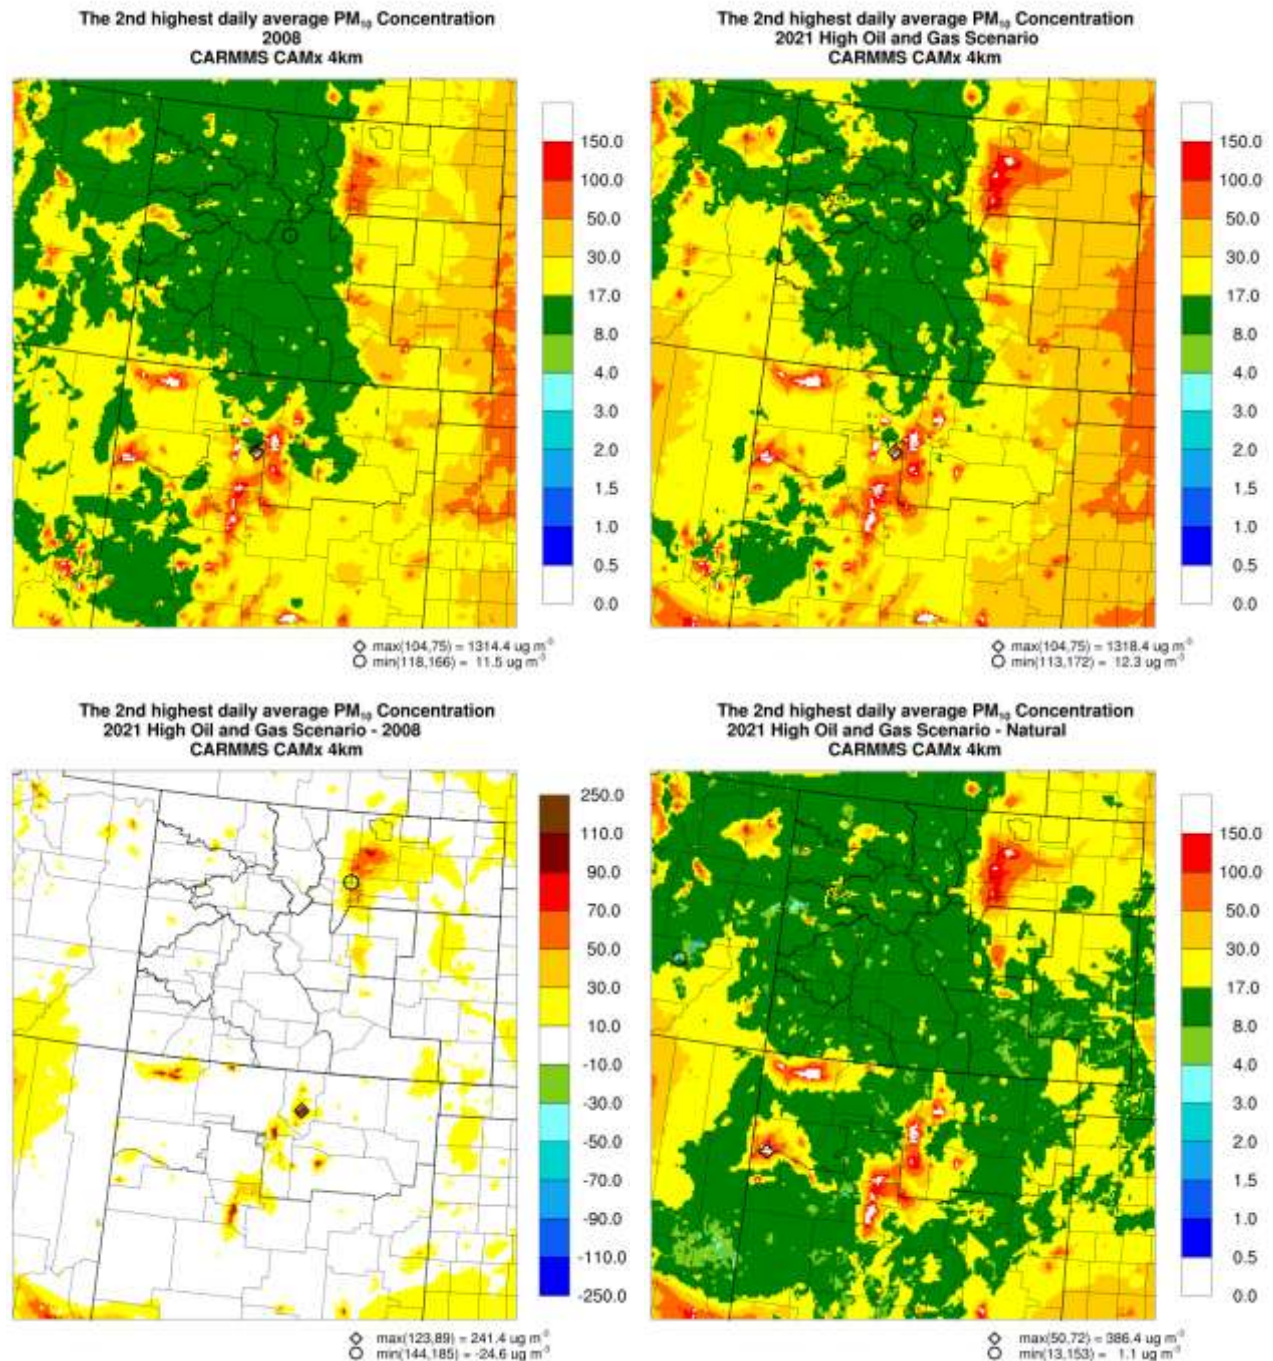 The 2nd highest daily average PM₁₀ Concentration
2008
CARMMS CAMx 4km
150.0
100.0
50.0
30.0
17.0
8.0
4.0
3.0
2.0
1.5
1.0
0.5
0.0
max(104,75) = 1314.4 ug m⁻³
min(118,166) = 11.5 ug m⁻³
The 2nd highest daily average PM₁₀ Concentration
2021 High Oil and Gas Scenario
CARMMS CAMx 4km
150.0
100.0
50.0
30.0
17.0
8.0
4.0
3.0
2.0
1.5
1.0
0.5
0.0
max(104,75) = 1318.4 ug m⁻³
min(113,172) = 12.3 ug m⁻³
The 2nd highest daily average PM₁₀ Concentration
2021 High Oil and Gas Scenario - 2008
CARMMS CAMx 4km
250.0
110.0
90.0
70.0
50.0
30.0
10.0
-10.0
-30.0
-50.0
-70.0
-90.0
-110.0
-250.0
max(123,89) = 241.4 ug m⁻³
min(144,185) = -24.6 ug m⁻³
The 2nd highest daily average PM₁₀ Concentration
2021 High Oil and Gas Scenario - Natural
CARMMS CAMx 4km
150.0
100.0
50.0
30.0
17.0
8.0
4.0
3.0
2.0
1.5
1.0
0.5
0.0
max(50,72) = 386.4 ug m⁻³
min(13,153) = 1.1 ug m⁻³